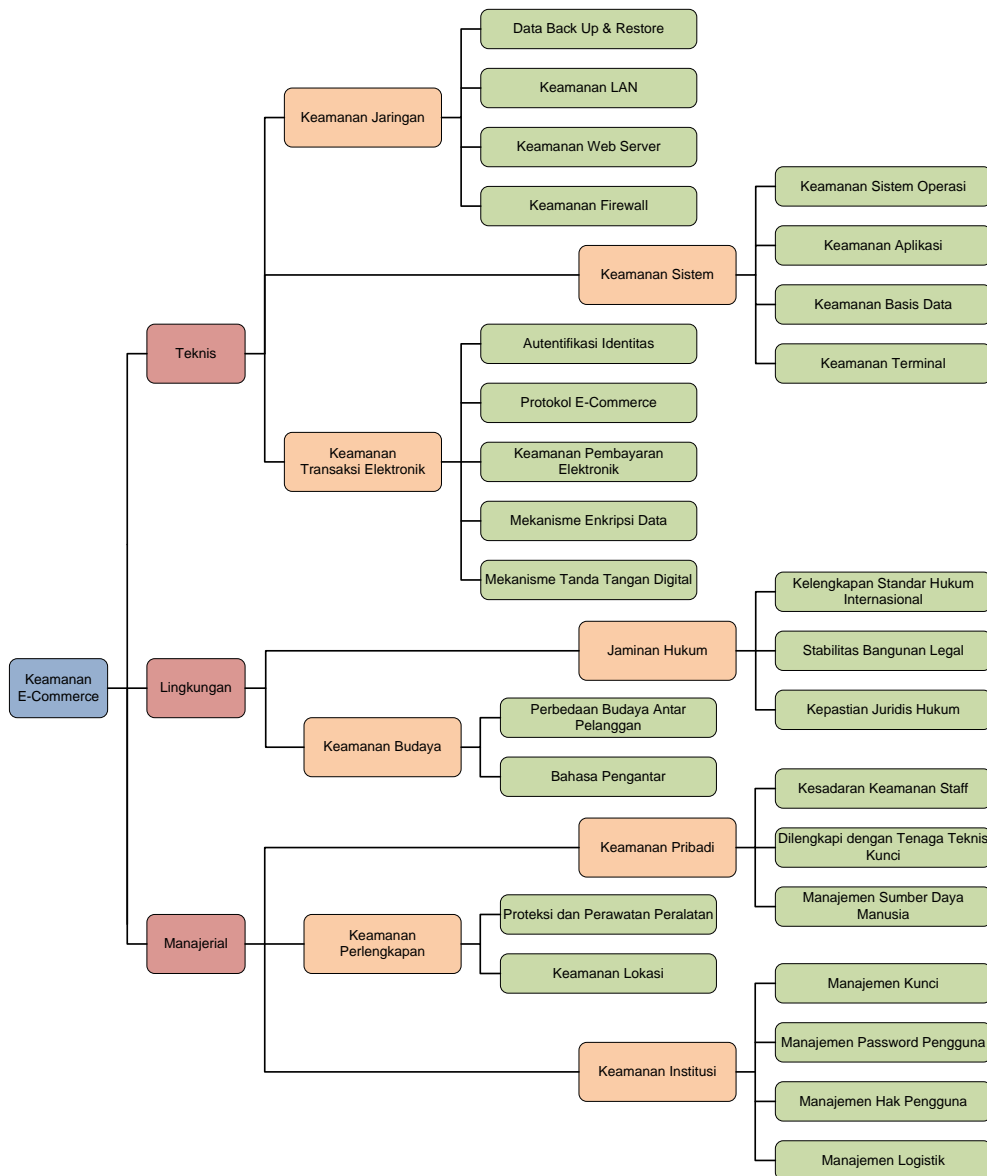 Data Back Up & Restore
Keamanan LAN
Keamanan Jaringan
Keamanan Web Server
Keamanan Firewall
Keamanan Sistem Operasi
Keamanan Aplikasi
Keamanan Sistem
Keamanan Basis Data
Keamanan Terminal
Teknis
Autentifikasi Identitas
Protokol E-Commerce
Keamanan
Transaksi Elektronik
Keamanan Pembayaran
Elektronik
Mekanisme Enkripsi Data
Mekanisme Tanda Tangan Digital
Keamanan
E-Commerce
Lingkungan
Jaminan Hukum
Kelengkapan Standar Hukum
Internasional
Stabilitas Bangunan Legal
Kepastian Juridis Hukum
Keamanan Budaya
Perbedaan Budaya Antar
Pelanggan
Bahasa Pengantar
Keamanan Pribadi
Kesadaran Keamanan Staff
Dilengkapi dengan Tenaga Teknis
Kunci
Manajemen Sumber Daya
Manusia
Manajerial
Keamanan
Perlengkapan
Proteksi dan Perawatan Peralatan
Keamanan Lokasi
Keamanan Institusi
Manajemen Kunci
Manajemen Password Pengguna
Manajemen Hak Pengguna
Manajemen Logistik